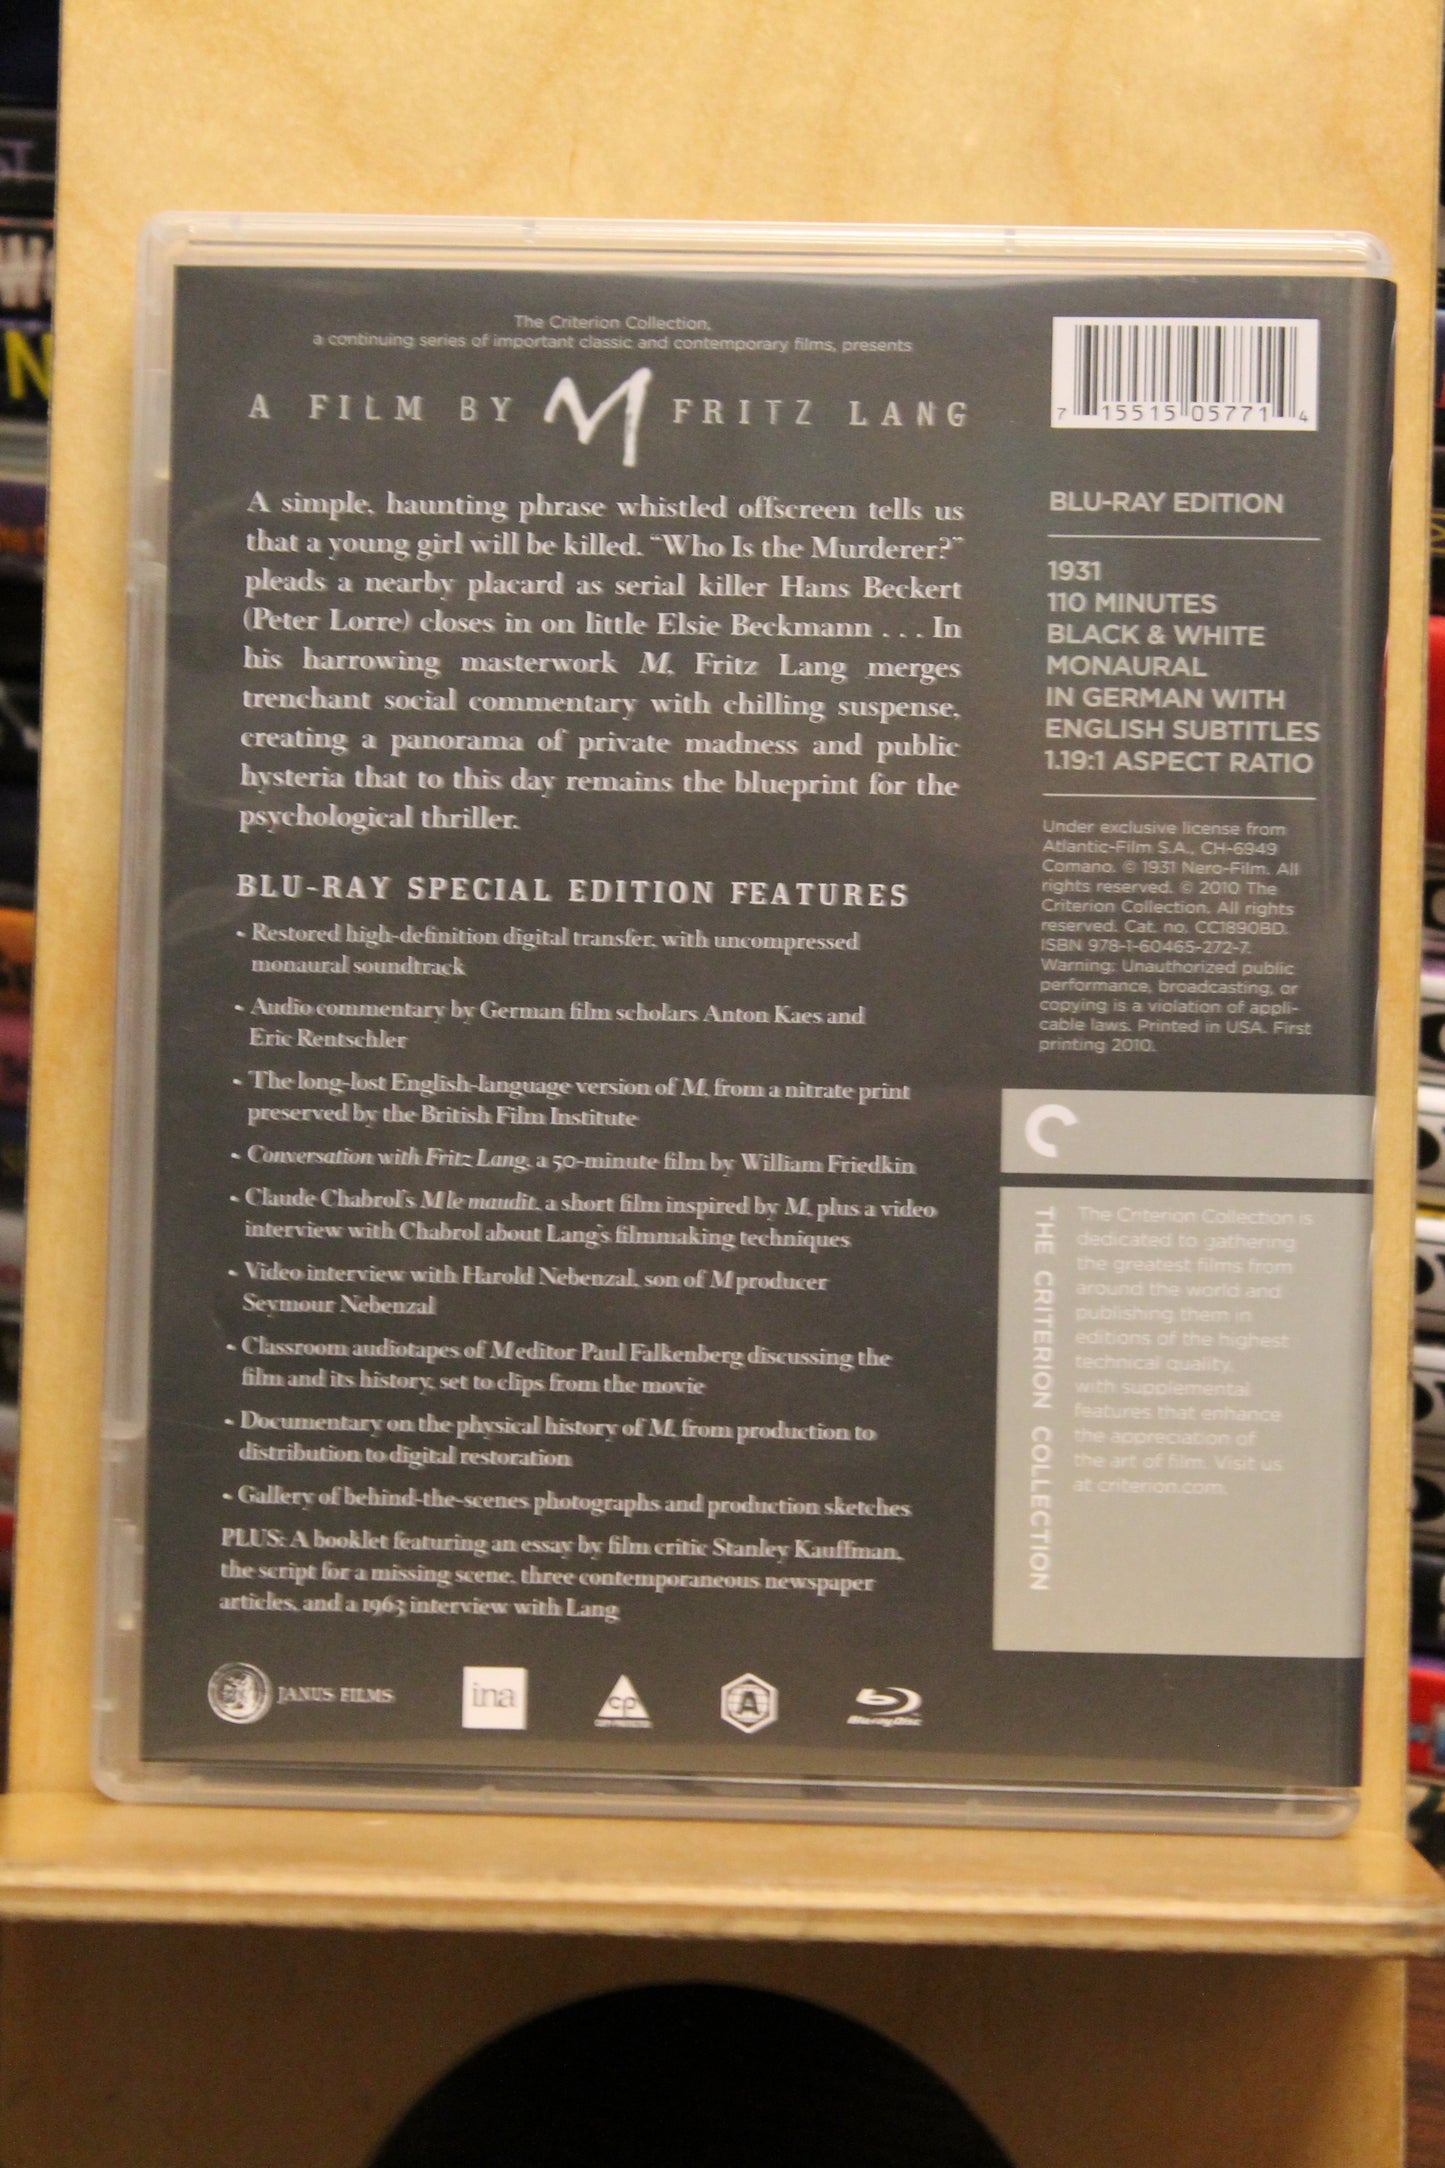 The Criterion Collection,
a continuing series of important classic and contemporary films, presents
A FILM BY M FRITZ LANG
A simple, haunting phrase whistled offscreen tells us
that a young girl will be killed. “Who Is the Murderer?”
pleads a nearby placard as serial killer Hans Beckert
(Peter Lorre) closes in on little Elsie Beckmann . . . In
his harrowing masterwork M, Fritz Lang merges
trenchant social commentary with chilling suspense,
creating a panorama of private madness and public
hysteria that to this day remains the blueprint for the
psychological thriller.
BLU-RAY SPECIAL EDITION FEATURES
• Restored high-definition digital transfer, with uncompressed
monaural soundtrack
• Audio commentary by German film scholars Anton Kaes and
Eric Rentschler
• The long-lost English-language version of M, from a nitrate print
preserved by the British Film Institute
• Conversation with Fritz Lang, a 50-minute film by William Friedkin
• Claude Chabrol’s M le maudit, a short film inspired by M, plus a video
interview with Chabrol about Lang’s filmmaking techniques
• Video interview with Harold Nebenzal, son of M producer
Seymour Nebenzal
• Classroom audiotapes of M editor Paul Falkenberg discussing the
film and its history, set to clips from the movie
• Documentary on the physical history of M, from production to
distribution to digital restoration
• Gallery of behind-the-scenes photographs and production sketches
PLUS: A booklet featuring an essay by film critic Stanley Kauffman,
the script for a missing scene, three contemporaneous newspaper
articles, and a 1963 interview with Lang
JANUS FILMS
ina
cp
A
Blu-ray Disc
7 15515 05771 4
BLU-RAY EDITION
1931
110 MINUTES
BLACK & WHITE
MONAURAL
IN GERMAN WITH
ENGLISH SUBTITLES
1.19:1 ASPECT RATIO
Under exclusive license from
Atlantic-Film S.A., CH-6949
Comano. © 1931 Nero-Film. All
rights reserved. © 2010 The
Criterion Collection. All rights
reserved. Cat. no. CC1890BD.
ISBN 978-1-60465-272-7.
Warning: Unauthorized public
performance, broadcasting, or
copying is a violation of appli-
cable laws. Printed in USA. First
printing 2010.
THE CRITERION COLLECTION
The Criterion Collection is
dedicated to gathering
the greatest films from
around the world and
publishing them in
editions of the highest
technical quality,
with supplemental
features that enhance
the appreciation of
the art of film. Visit us
at criterion.com.